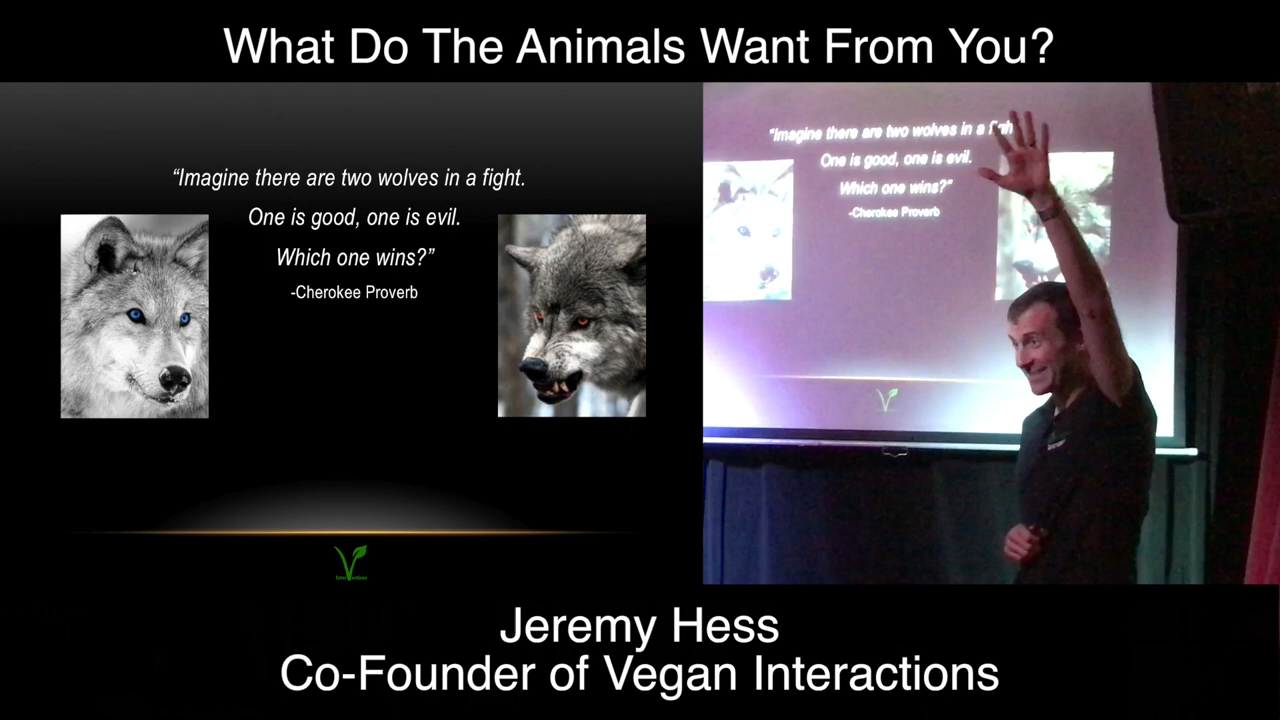 What Do The Animals Want From You?
“Imagine there are two wolves in a fight.
One is good, one is evil.
Which one wins?”
-Cherokee Proverb
“Imagine there are two wolves in a
One is good, one is evil.
Which one wins?”
-Cherokee Proverb
Jeremy Hess
Co-Founder of Vegan Interactions